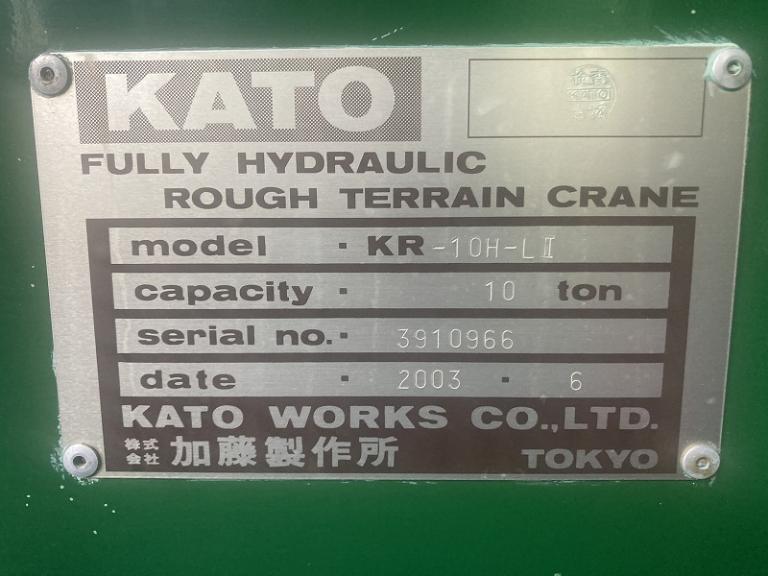 KATO
KATO
FULLY HYDRAULIC
ROUGH TERRAIN CRANE
model · KR-10H-LⅡ
capacity · 10 ton
serial no.· 3910966
date · 2003 · 6
KATO WORKS CO.,LTD.
株式会社 加藤製作所 TOKYO